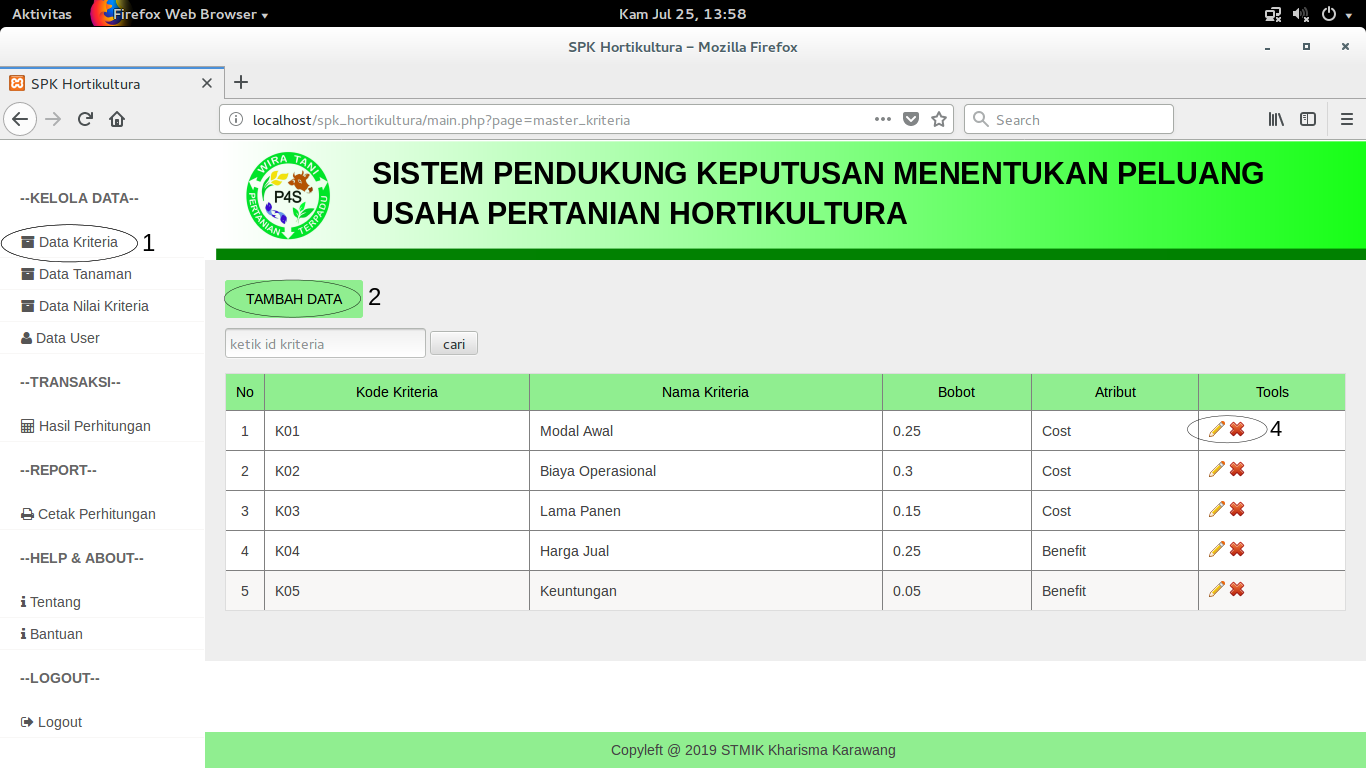 Aktivitas Firefox Web Browser ▾ Kam Jul 25, 13:58
SPK Hortikultura – Mozilla Firefox
SPK Hortikultura
localhost/spk_hortikultura/main.php?page=master_kriteria
Search
--KELOLA DATA--
Data Kriteria 1
Data Tanaman
Data Nilai Kriteria
Data User
--TRANSAKSI--
Hasil Perhitungan
--REPORT--
Cetak Perhitungan
--HELP & ABOUT--
Tentang
Bantuan
--LOGOUT--
Logout
WIRA TANI
P4S
PERTANIAN TERPADU
SISTEM PENDUKUNG KEPUTUSAN MENENTUKAN PELUANG
USAHA PERTANIAN HORTIKULTURA
TAMBAH DATA 2
ketik id kriteria cari
No Kode Kriteria Nama Kriteria Bobot Atribut Tools
1 K01 Modal Awal 0.25 Cost 4
2 K02 Biaya Operasional 0.3 Cost
3 K03 Lama Panen 0.15 Cost
4 K04 Harga Jual 0.25 Benefit
5 K05 Keuntungan 0.05 Benefit
Copyleft @ 2019 STMIK Kharisma Karawang